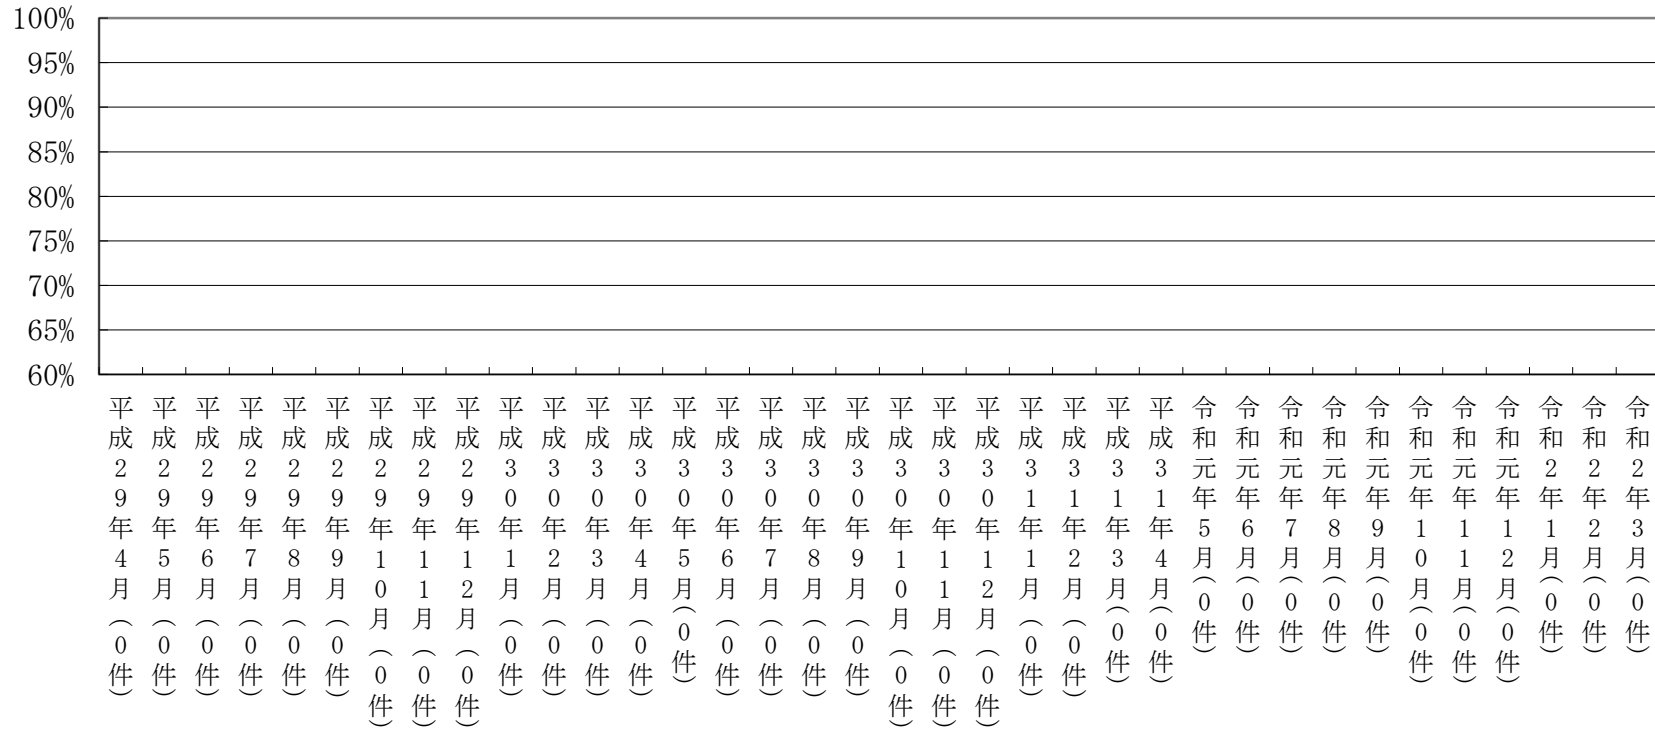 100%
95%
90%
85%
80%
75%
70%
65%
60%
平成29年4月(0件)
平成29年5月(0件)
平成29年6月(0件)
平成29年7月(0件)
平成29年8月(0件)
平成29年9月(0件)
平成29年10月(0件)
平成29年11月(0件)
平成29年12月(0件)
平成30年1月(0件)
平成30年2月(0件)
平成30年3月(0件)
平成30年4月(0件)
平成30年5月(0件)
平成30年6月(0件)
平成30年7月(0件)
平成30年8月(0件)
平成30年9月(0件)
平成30年10月(0件)
平成30年11月(0件)
平成30年12月(0件)
平成31年1月(0件)
平成31年2月(0件)
平成31年3月(0件)
平成31年4月(0件)
令和元年5月(0件)
令和元年6月(0件)
令和元年7月(0件)
令和元年8月(0件)
令和元年9月(0件)
令和元年10月(0件)
令和元年11月(0件)
令和元年12月(0件)
令和2年1月(0件)
令和2年2月(0件)
令和2年3月(0件)